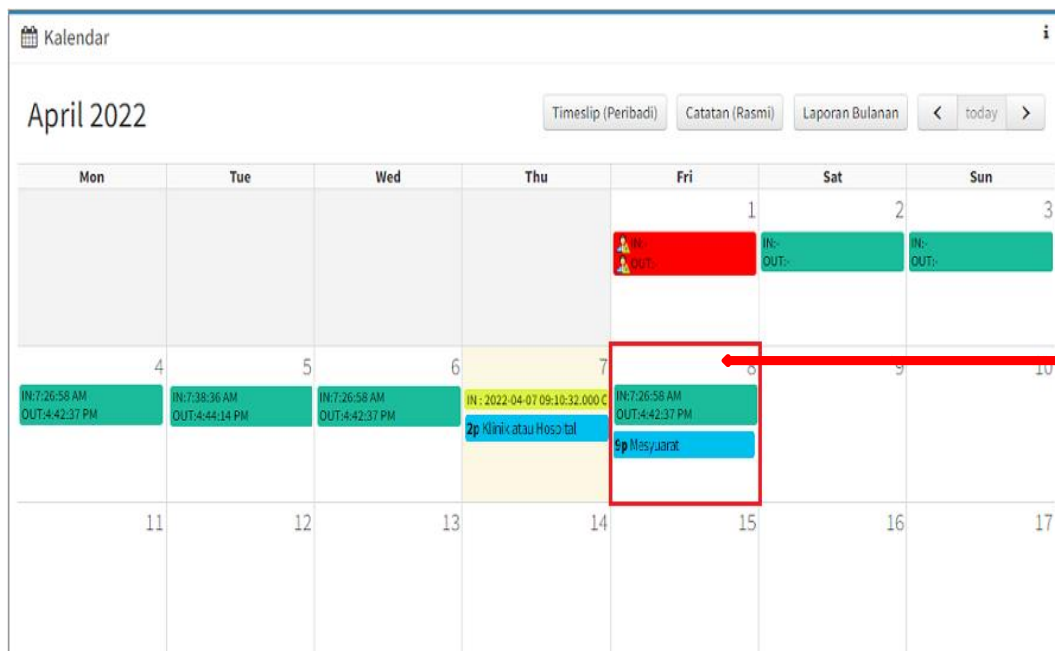 Kalendar
April 2022
Timeslip (Peribadi) Catatan (Rasmi) Laporan Bulanan < today >
Mon Tue Wed Thu Fri Sat Sun
1 2 3
IN:- IN:- IN:-
OUT:- OUT:- OUT:-
4 5 6 7 8 9 10
IN:7:26:58 AM IN:7:38:36 AM IN:7:26:58 AM IN : 2022-04-07 09:10:32.000 C IN:7:26:58 AM
OUT:4:42:37 PM OUT:4:44:14 PM OUT:4:42:37 PM OUT:4:42:37 PM
2p Klinik atau Hospital 9p Mesyuarat
11 12 13 14 15 16 17